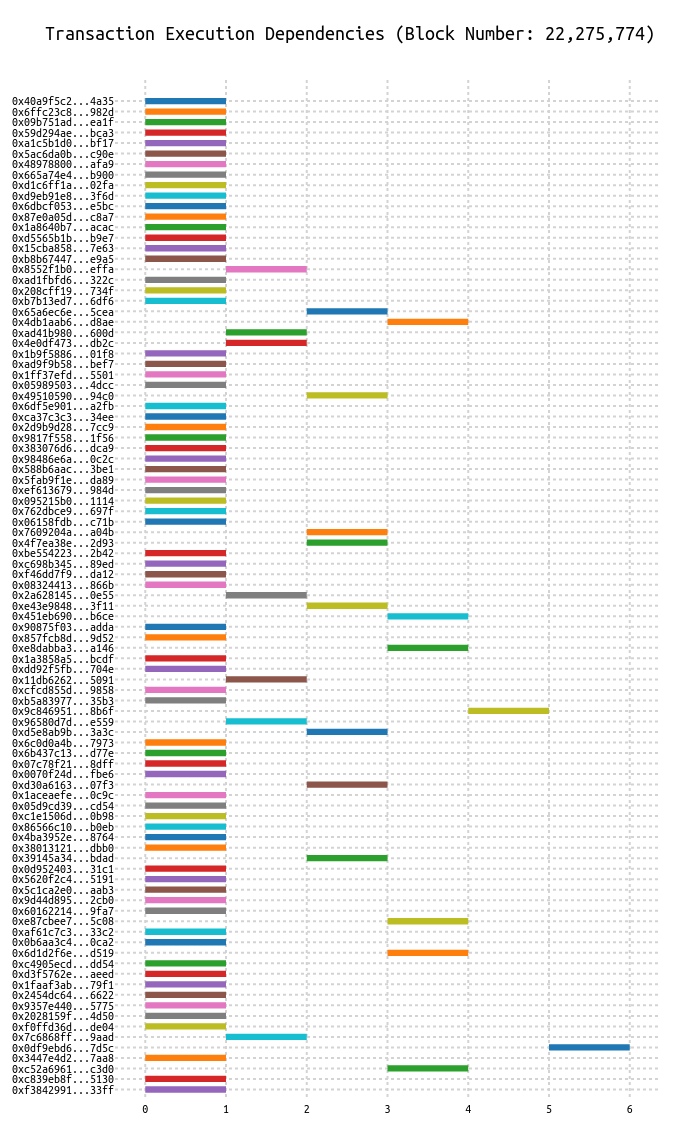 Transaction Execution Dependencies (Block Number: 22,275,774)
0x40a9f5c2...4a35
0x6ffc23c8...982d
0x09b751ad...ea1f
0x59d294ae...bca3
0xa1c5b1d0...bf17
0x5ac6da0b...c90e
0x48978800...afa9
0x665a74e4...b900
0xd1c6ff1a...02fa
0xd9eb91e8...3f6d
0x6dbcf053...e5bc
0x87e0a05d...c8a7
0x1a8640b7...acac
0xd5565b1b...b9e7
0x15cba858...7e63
0xb8b67447...e9a5
0x8552f1b0...effa
0xad1fbfd6...322c
0x208cff19...734f
0xb7b13ed7...6df6
0x65a6ec6e...5cea
0x4db1aab6...d8ae
0xad41b980...600d
0x4e0df473...db2c
0x1b9f5886...01f8
0xad9f9b58...bef7
0x1ff37efd...5501
0x05989503...4dcc
0x49510590...94c0
0x6df5e901...a2fb
0xca37c3c3...34ee
0x2d9b9d28...7cc9
0x9817f558...1f56
0x383076d6...dca9
0x98486e6a...0c2c
0x588b6aac...3be1
0x5fab9f1e...da89
0xef613679...984d
0x095215b0...1114
0x762dbce9...697f
0x06158fdb...c71b
0x7609204a...a04b
0x4f7ea38e...2d93
0xbe554223...2b42
0xc698b345...89ed
0xf46dd7f9...da12
0x08324413...866b
0x2a628145...0e55
0xe43e9848...3f11
0x451eb690...b6ce
0x90875f03...adda
0x857fcb8d...9d52
0xe8dabba3...a146
0x1a3858a5...bcdf
0xdd92f5fb...704e
0x11db6262...5091
0xcfcd855d...9858
0xb5a83977...35b3
0x9c846951...8b6f
0x96580d7d...e559
0xd5e8ab9b...3a3c
0x6c0d0a4b...7973
0x6b437c13...d77e
0x07c78f21...8dff
0x0070f24d...fbe6
0xd30a6163...07f3
0x1aceaefe...0c9c
0x05d9cd39...cd54
0xc1e1506d...0b98
0x86566c10...b0eb
0x4ba3952e...8764
0x38013121...dbb0
0x39145a34...bdad
0x0d952403...31c1
0x5620f2c4...5191
0x5c1ca2e0...aab3
0x9d44d895...2cb0
0x60162214...9fa7
0xe87cbee7...5c08
0xaf61c7c3...33c2
0x0b6aa3c4...0ca2
0x6d1d2f6e...d519
0xc4905ecd...dd54
0xd3f5762e...aeed
0x1faaf3ab...79f1
0x2454dc64...6622
0x9357e440...5775
0x2028159f...4d50
0xf0ffd36d...de04
0x7c6868ff...9aad
0x0df9ebd6...7d5c
0x3447e4d2...7aa8
0xc52a6961...c3d0
0xc839eb8f...5130
0xf3842991...33ff
0 1 2 3 4 5 6